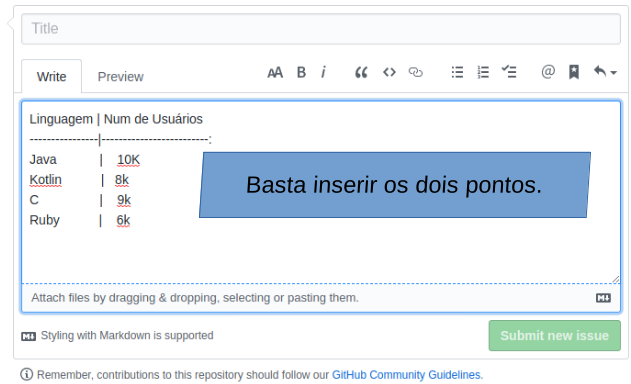 Title
Write Preview AA B i @
Linguagem | Num de Usuários
----------------|------------------------:
Java | 10K
Kotlin | 8k
C | 9k
Ruby | 6k
Basta inserir os dois pontos.
Attach files by dragging & dropping, selecting or pasting them.
Styling with Markdown is supported
Submit new issue
Remember, contributions to this repository should follow our GitHub Community Guidelines.